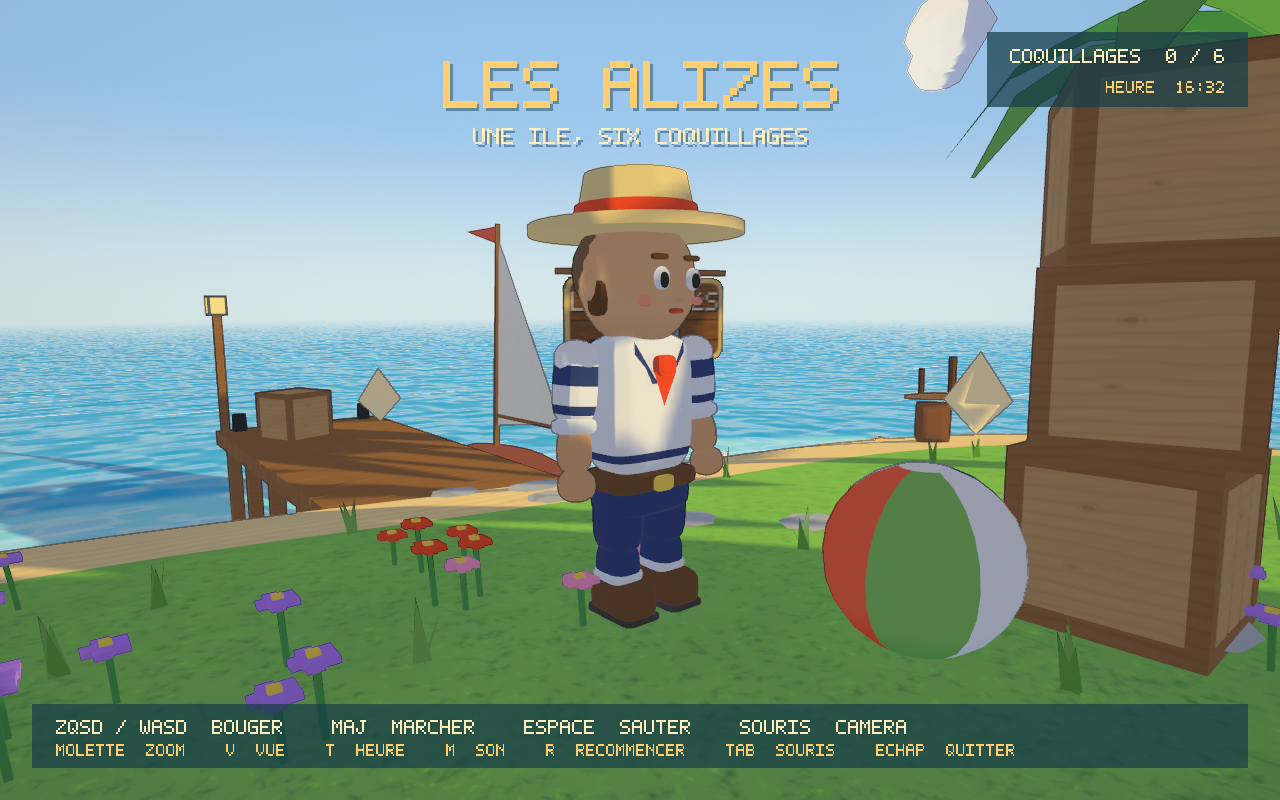 COQUILLAGES 0 / 6
HEURE 16:32
LES ALIZES
UNE ILE, SIX COQUILLAGES
ZQSD / WASD BOUGER MAJ MARCHER ESPACE SAUTER SOURIS CAMERA
MOLETTE ZOOM V VUE T HEURE M SON R RECOMMENCER TAB SOURIS ECHAP QUITTER